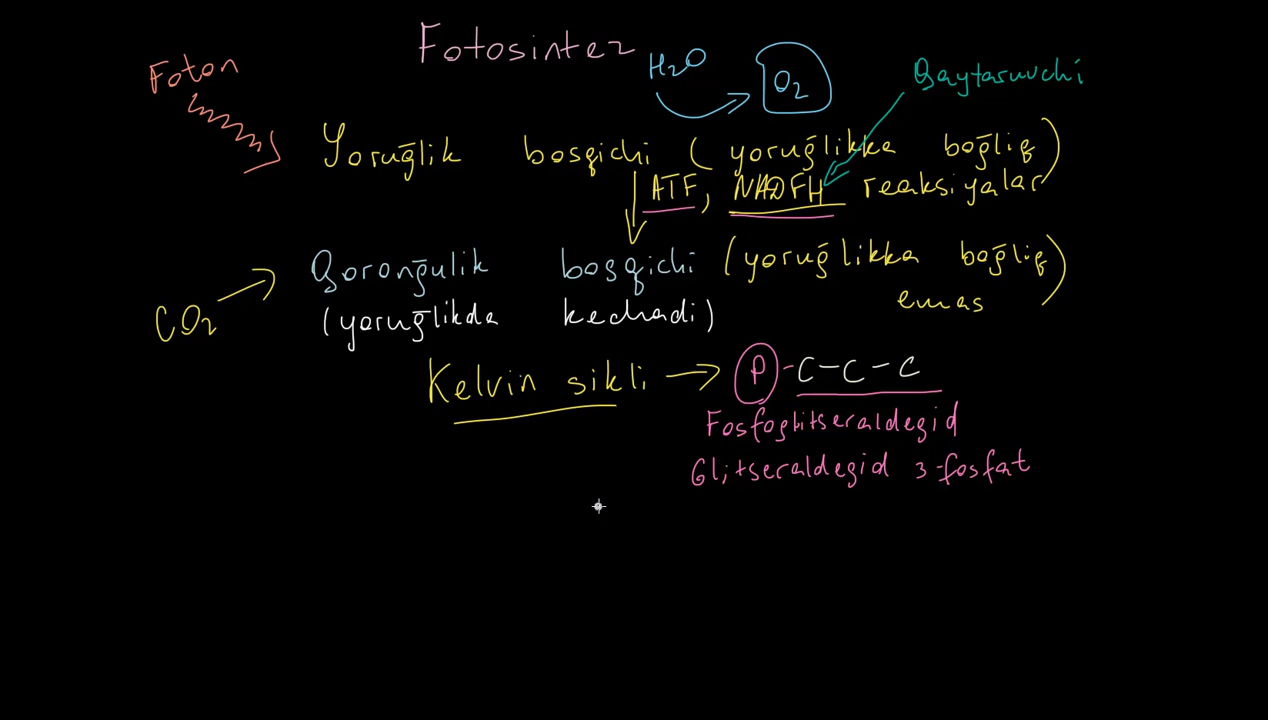 Fotosintez
Foton
H2O
O2
Qaytaruvchi
Yorug̅lik bosqichi (yorug̅likka bog̅liq
ATF, NADFH reaksiyalar)
Qorong̅ulik bosqichi (yorug̅likka bog̅liq
emas)
CO2
(yorug̅likda kechadi)
Kelvin sikli → P-C-C-C
Fosfoglitseraldegid
Glitseraldegid 3-fosfat